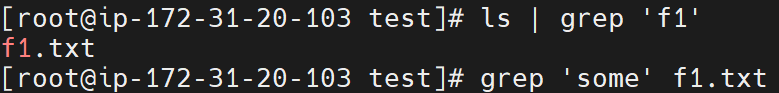 [root@ip-172-31-20-103 test]# ls | grep 'f1'
f1.txt
[root@ip-172-31-20-103 test]# grep 'some' f1.txt